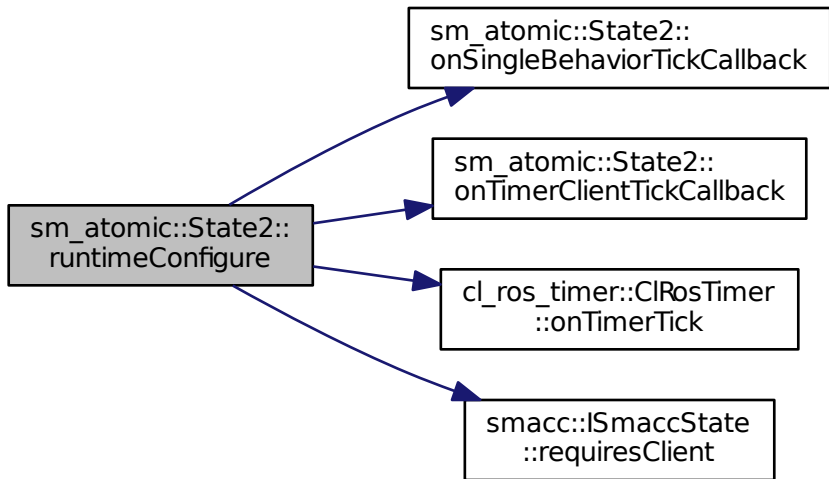 sm_atomic::State2::
onSingleBehaviorTickCallback
sm_atomic::State2::
onTimerClientTickCallback
sm_atomic::State2::
runtimeConfigure
cl_ros_timer::ClRosTimer
::onTimerTick
smacc::ISmaccState
::requiresClient